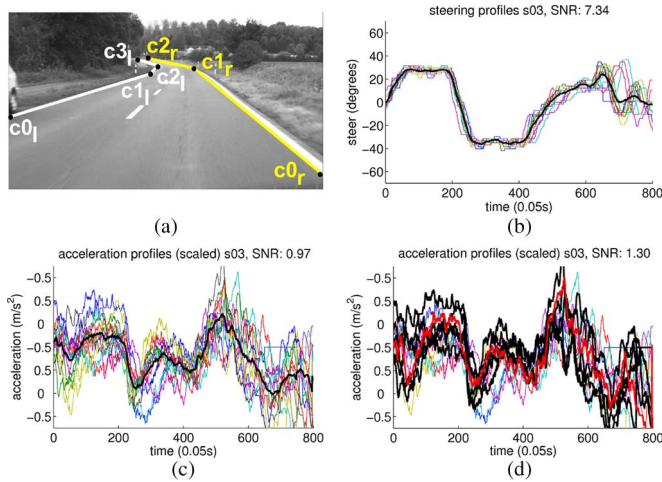 c3l
c2r
c1r
c2l
c1l
c0l
c0r
(a)
steering profiles s03, SNR: 7.34
steer (degrees)
60
40
20
0
−20
−40
−60
0 200 400 600 800
time (0.05s)
(b)
acceleration profiles (scaled) s03, SNR: 0.97
acceleration (m/s²)
−0.5
0
−0.5
0
−0.5
0
−0.5
0 200 400 600 800
time (0.05s)
(c)
acceleration profiles (scaled) s03, SNR: 1.30
acceleration (m/s²)
−0.5
0
−0.5
0
−0.5
0
−0.5
0 200 400 600 800
time (0.05s)
(d)